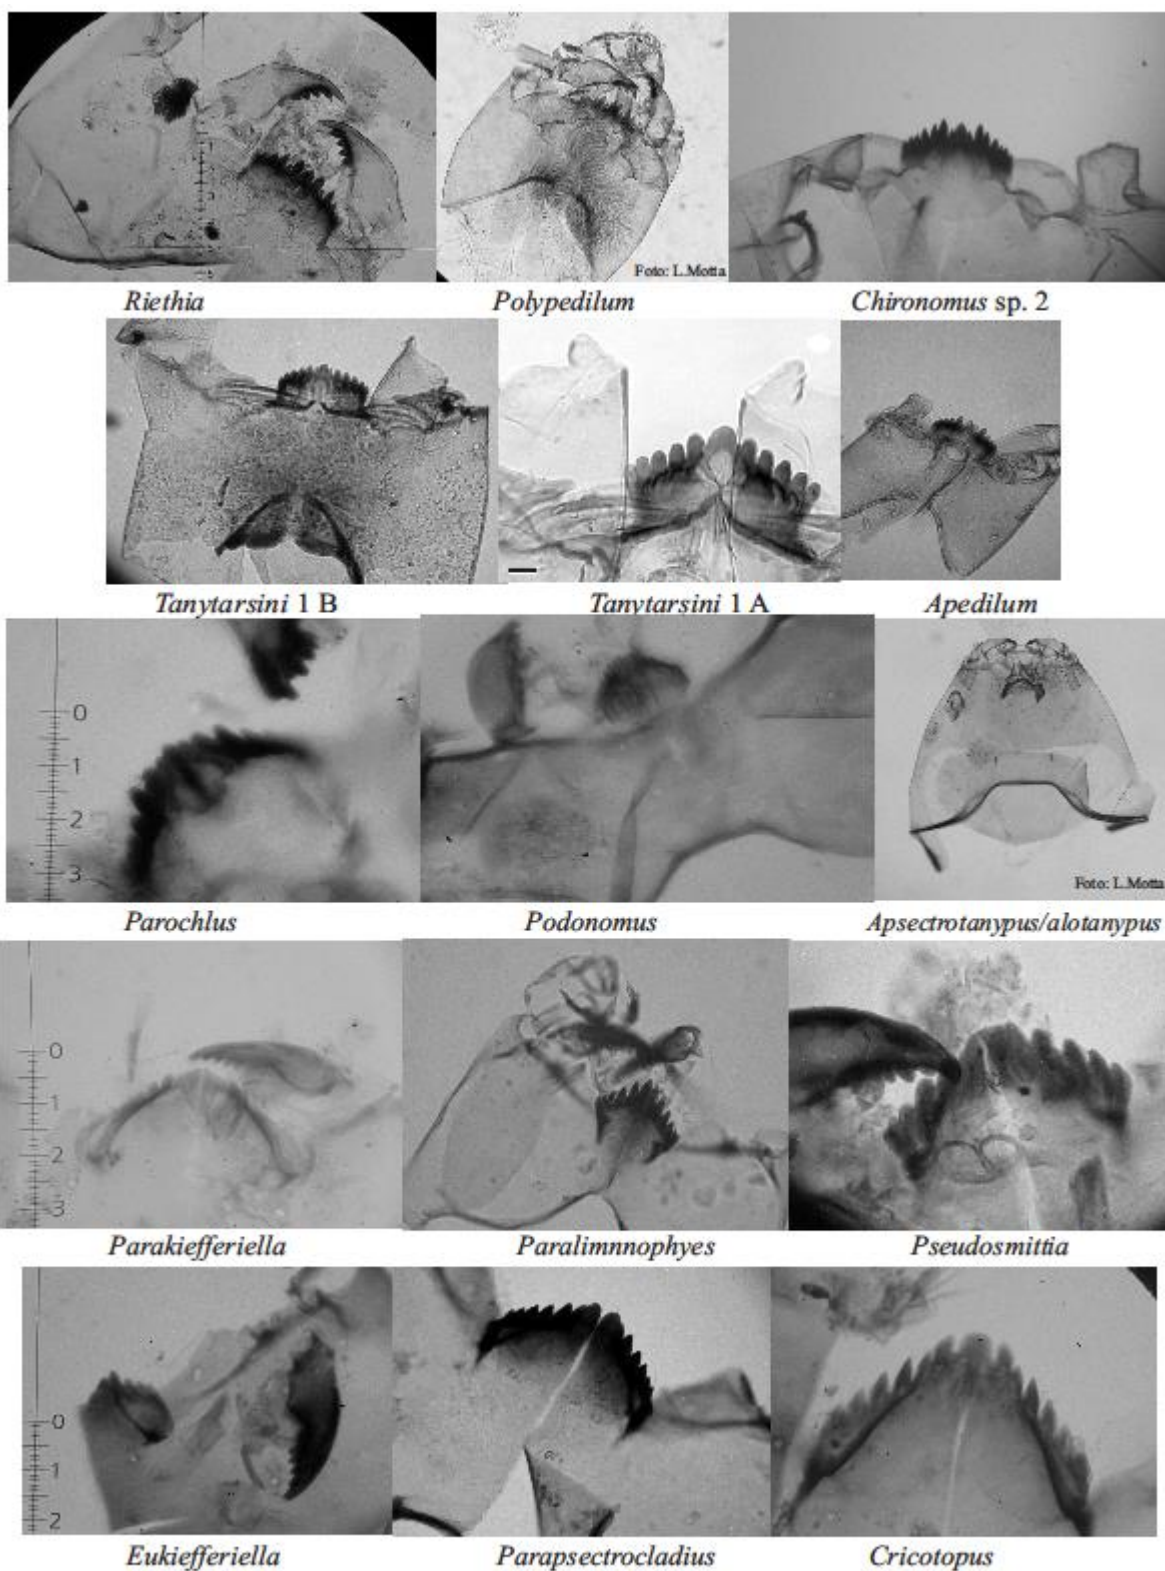 Foto: L.Motta
Riethia Polypedilum Chironomus sp. 2
Tanytarsini 1 B Tanytarsini 1 A Apedilum
0
1
2
3
Foto: L.Motta
Parochlus Podonomus Apsectrotanypus/alotanypus
0
1
2
3
Parakiefferiella Paralimnnophyes Pseudosmittia
0
1
2
Eukiefferiella Parapsectrocladius Cricotopus